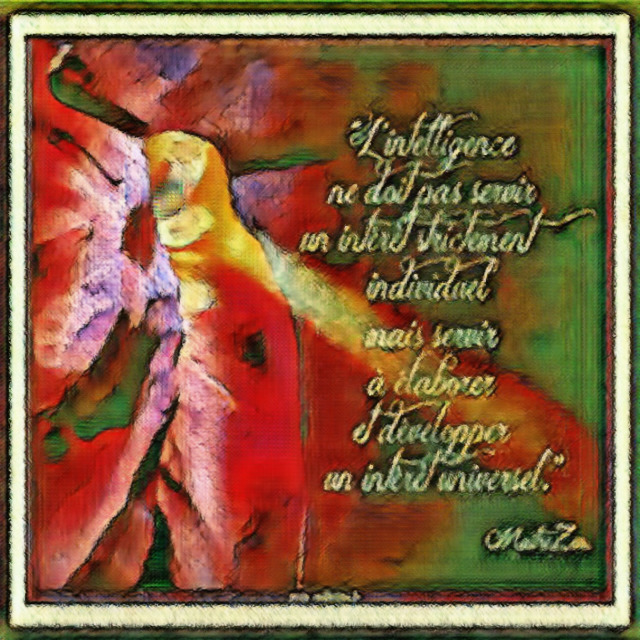 "L'intelligence
ne doit pas servir
un intérêt strictement
individuel
mais servir
à élaborer
et développer
un intérêt universel."